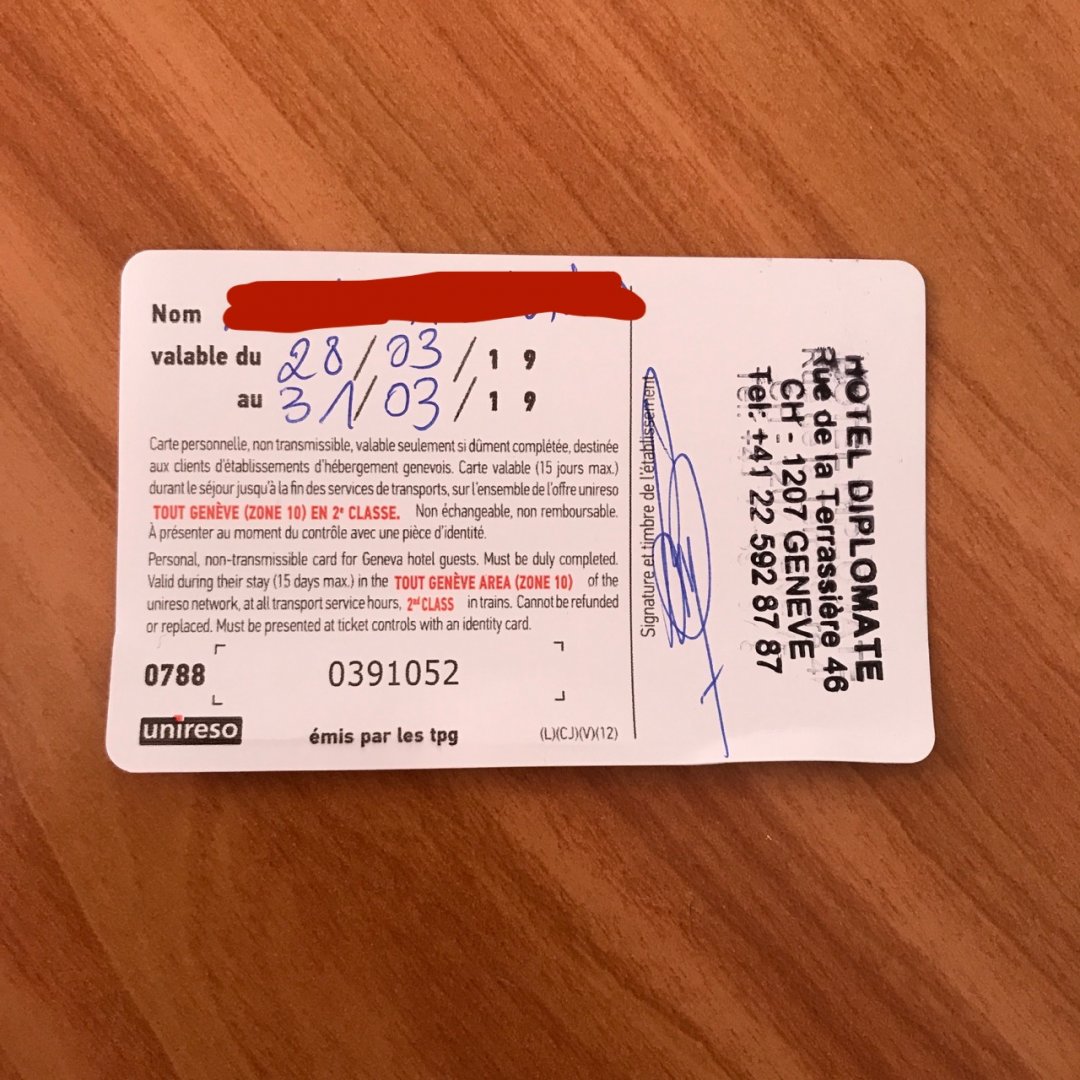 Nom
valable du 28/03/19
au 31/03/19
Carte personnelle, non transmissible, valable seulement si dûment complétée, destinée
aux clients d'établissements d'hébergement genevois. Carte valable (15 jours max.)
durant le séjour jusqu'à la fin des services de transports, sur l'ensemble de l'offre unireso
TOUT GENÈVE (ZONE 10) EN 2e CLASSE. Non échangeable, non remboursable.
À présenter au moment du contrôle avec une pièce d'identité.
Personal, non-transmissible card for Geneva hotel guests. Must be duly completed.
Valid during their stay (15 days max.) in the TOUT GENÈVE AREA (ZONE 10) of the
unireso network, at all transport service hours, 2nd CLASS in trains. Cannot be refunded
or replaced. Must be presented at ticket controls with an identity card.
0788 0391052
unireso émis par les tpg (L)(CJ)(V)(12)
Signature et timbre de l'établissement
HOTEL DIPLOMATE
Rue de la Terrassière 46
CH - 1207 GENEVE
Tel: +41 22 592 87 87